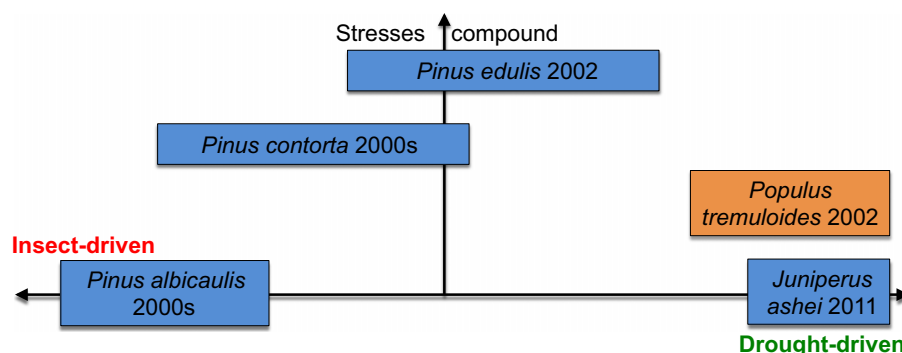 Stresses compound
Pinus edulis 2002
Pinus contorta 2000s
Populus
tremuloides 2002
Insect-driven
Pinus albicaulis
2000s
Juniperus
ashei 2011
Drought-driven